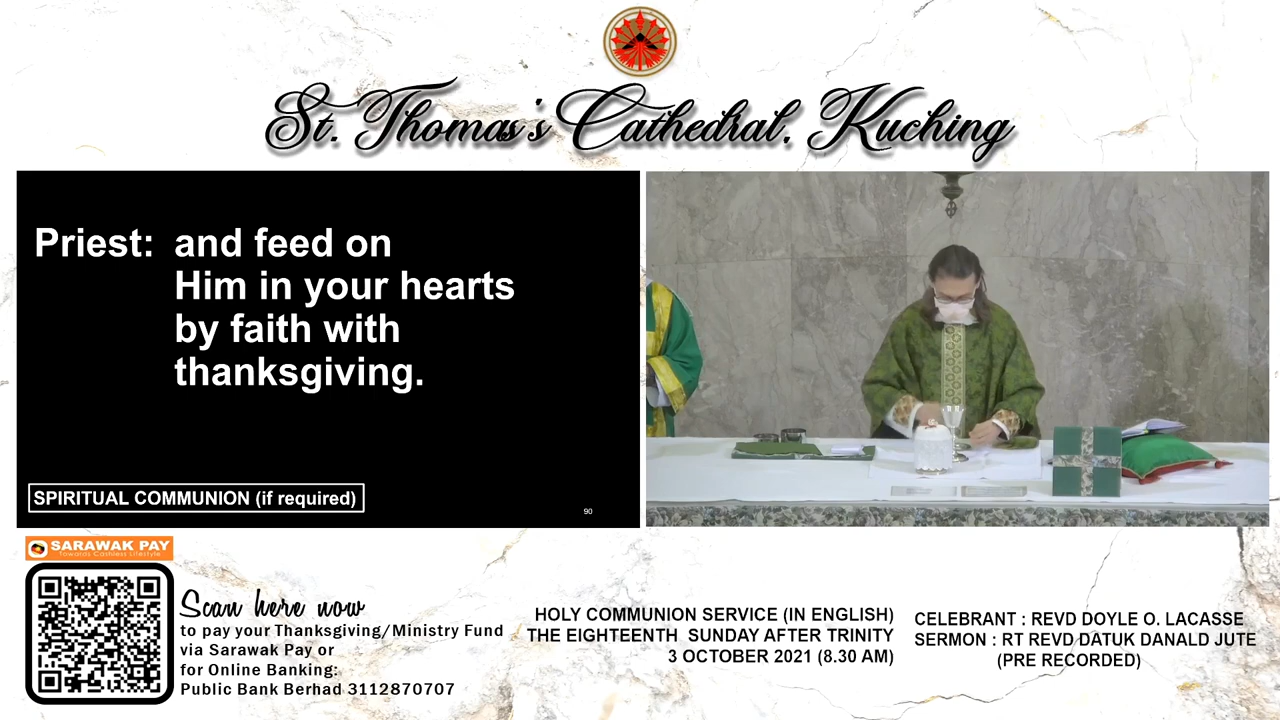 St. Thomas's Cathedral, Kuching
Priest: and feed on
Him in your hearts
by faith with
thanksgiving.
SPIRITUAL COMMUNION (if required)
90
SARAWAK PAY
Towards Cashless Lifestyle
Scan here now
to pay your Thanksgiving/Ministry Fund
via Sarawak Pay or
for Online Banking:
Public Bank Berhad 3112870707
HOLY COMMUNION SERVICE (IN ENGLISH)
THE EIGHTEENTH SUNDAY AFTER TRINITY
3 OCTOBER 2021 (8.30 AM)
CELEBRANT : REVD DOYLE O. LACASSE
SERMON : RT REVD DATUK DANALD JUTE
(PRE RECORDED)